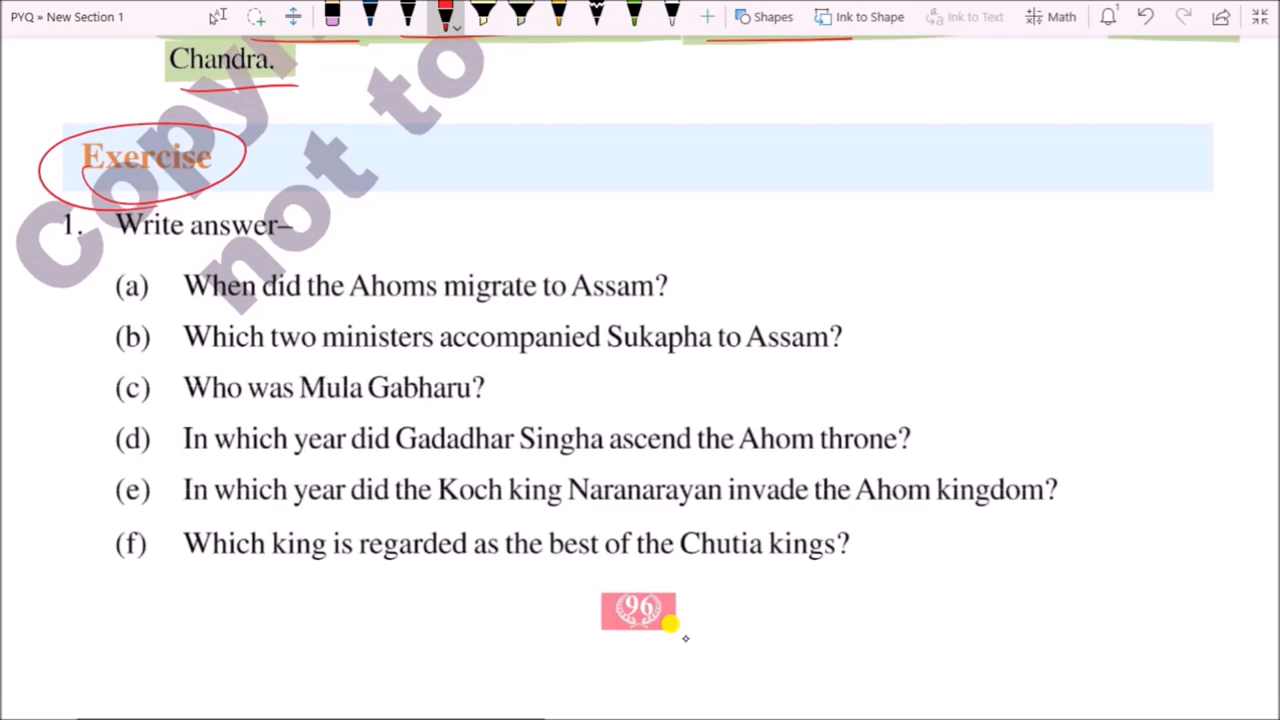 PYQ » New Section 1
Shapes
Ink to Shape
Ink to Text
Math
Chandra.
Copyri
not to
Exercise
1. Write answer–
(a) When did the Ahoms migrate to Assam?
(b) Which two ministers accompanied Sukapha to Assam?
(c) Who was Mula Gabharu?
(d) In which year did Gadadhar Singha ascend the Ahom throne?
(e) In which year did the Koch king Naranarayan invade the Ahom kingdom?
(f) Which king is regarded as the best of the Chutia kings?
96